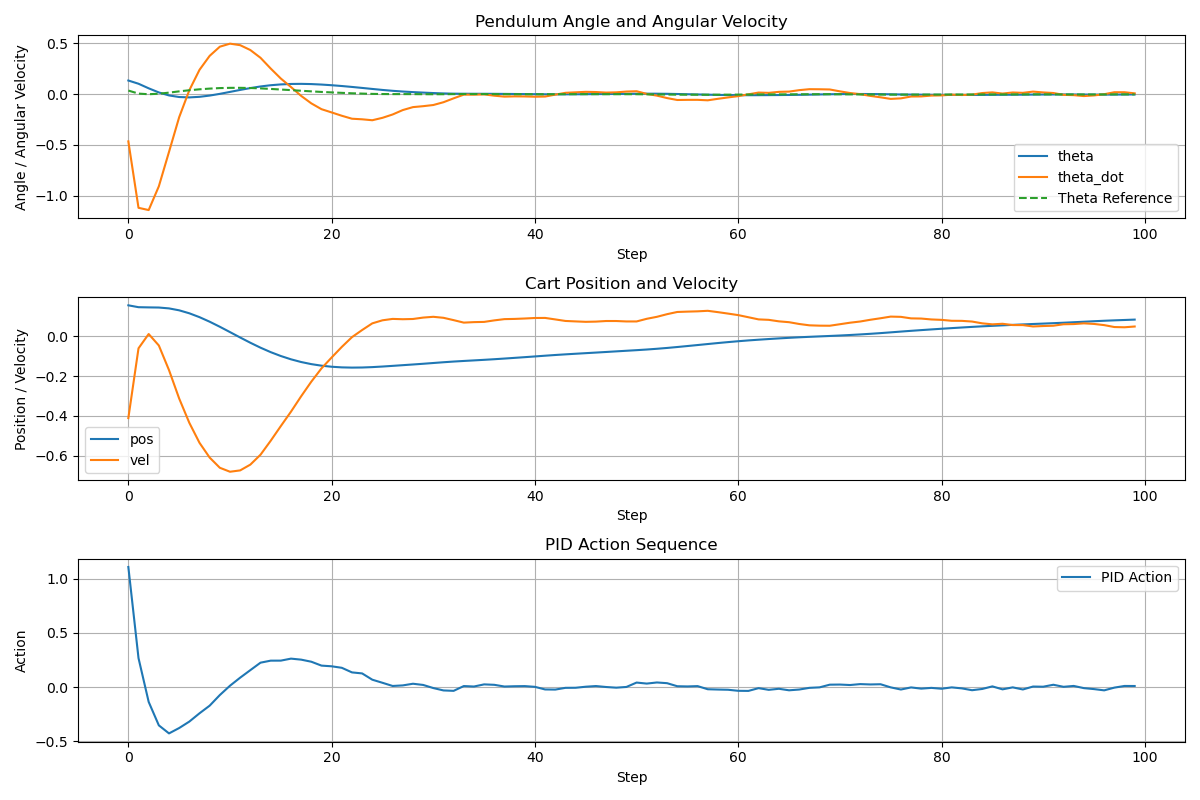 Pendulum Angle and Angular Velocity
Angle / Angular Velocity
0.5
0.0
−0.5
−1.0
theta
theta_dot
Theta Reference
0 20 40 60 80 100
Step
Cart Position and Velocity
Position / Velocity
0.0
−0.2
−0.4
−0.6
pos
vel
0 20 40 60 80 100
Step
PID Action Sequence
Action
1.0
0.5
0.0
−0.5
PID Action
0 20 40 60 80 100
Step